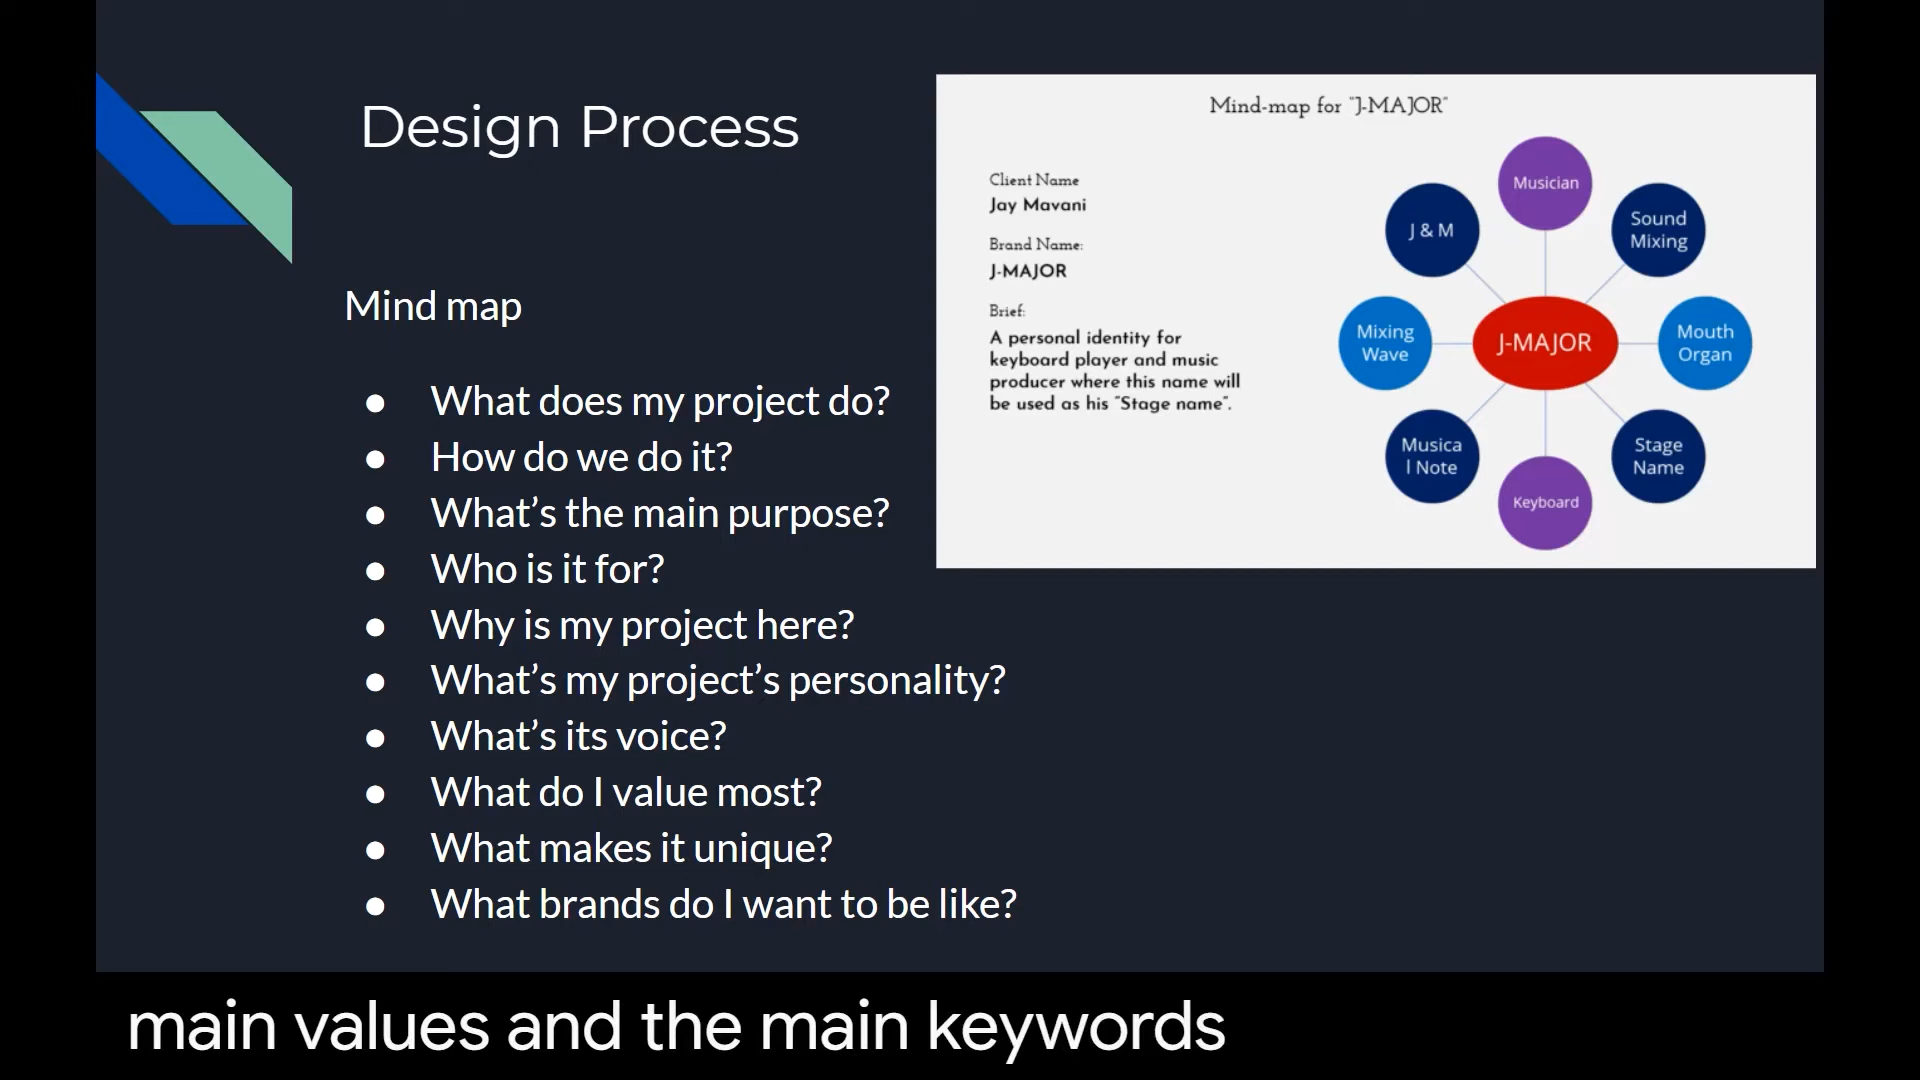 Design Process
Mind map
● What does my project do?
● How do we do it?
● What’s the main purpose?
● Who is it for?
● Why is my project here?
● What’s my project’s personality?
● What’s its voice?
● What do I value most?
● What makes it unique?
● What brands do I want to be like?
Mind-map for "J-MAJOR"
Client Name
Jay Mavani
Brand Name:
J-MAJOR
Brief:
A personal identity for
keyboard player and music
producer where this name will
be used as his "Stage name".
Musician
J & M
Sound
Mixing
Mixing
Wave
J-MAJOR
Mouth
Organ
Musica
l Note
Stage
Name
Keyboard
main values and the main keywords